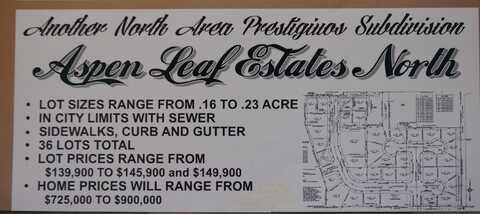 Another North Area Prestiginos Subdivision
Aspen Leaf Estates North
• LOT SIZES RANGE FROM .16 TO .23 ACRE
• IN CITY LIMITS WITH SEWER
• SIDEWALKS, CURB AND GUTTER
• 36 LOTS TOTAL
• LOT PRICES RANGE FROM
$139,900 TO $145,900 and $149,900
• HOME PRICES WILL RANGE FROM
$725,000 TO $900,000